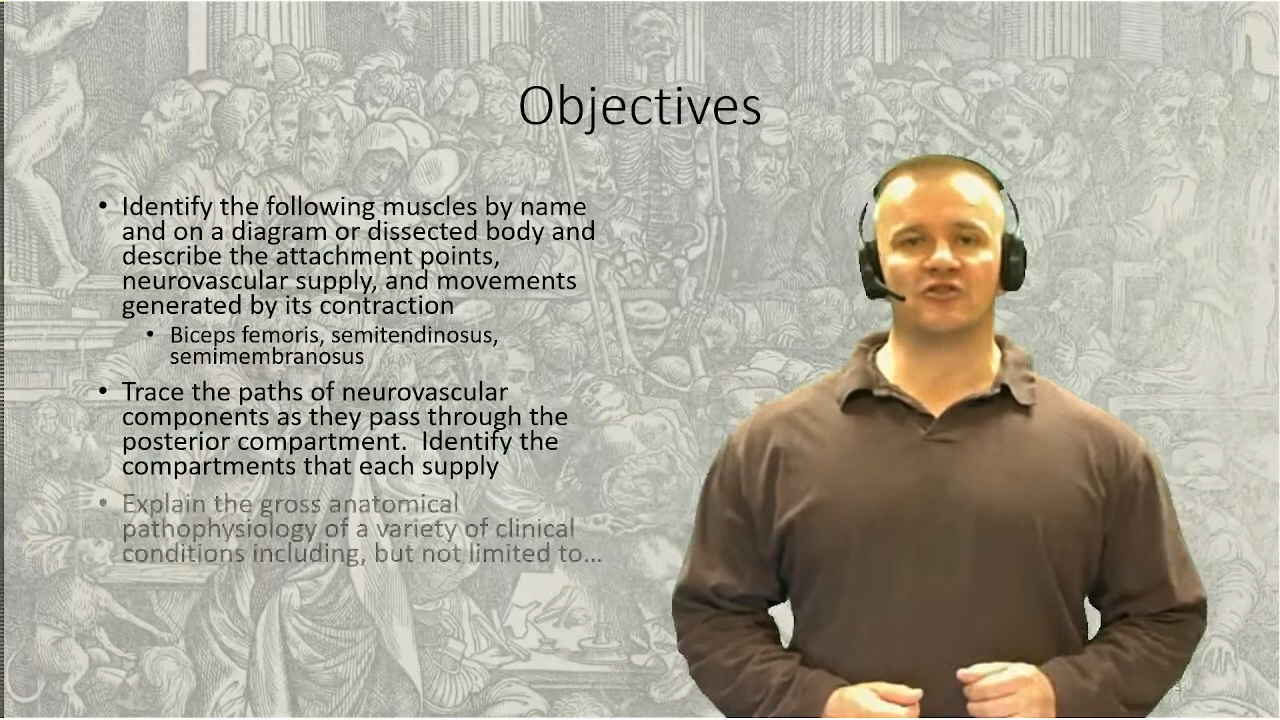 Objectives
• Identify the following muscles by name
and on a diagram or dissected body and
describe the attachment points,
neurovascular supply, and movements
generated by its contraction
• Biceps femoris, semitendinosus,
semimembranosus
• Trace the paths of neurovascular
components as they pass through the
posterior compartment.  Identify the
compartments that each supply
• Explain the gross anatomical
pathophysiology of a variety of clinical
conditions including, but not limited to...